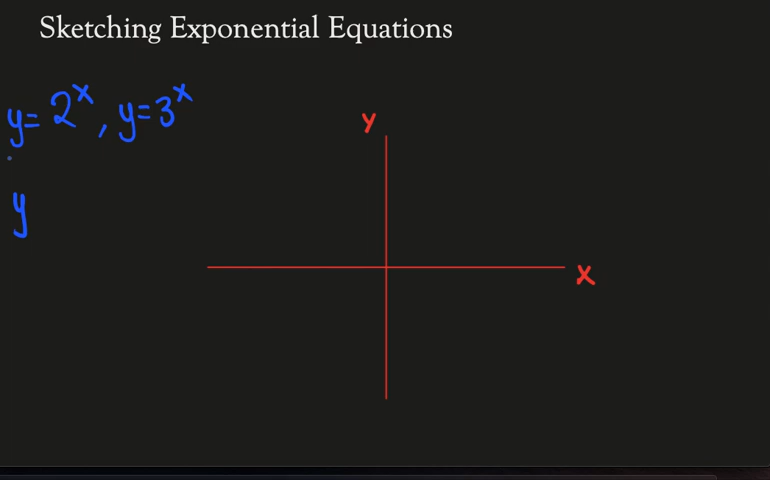 Sketching Exponential Equations
y = 2^x, y = 3^x
y
y
x